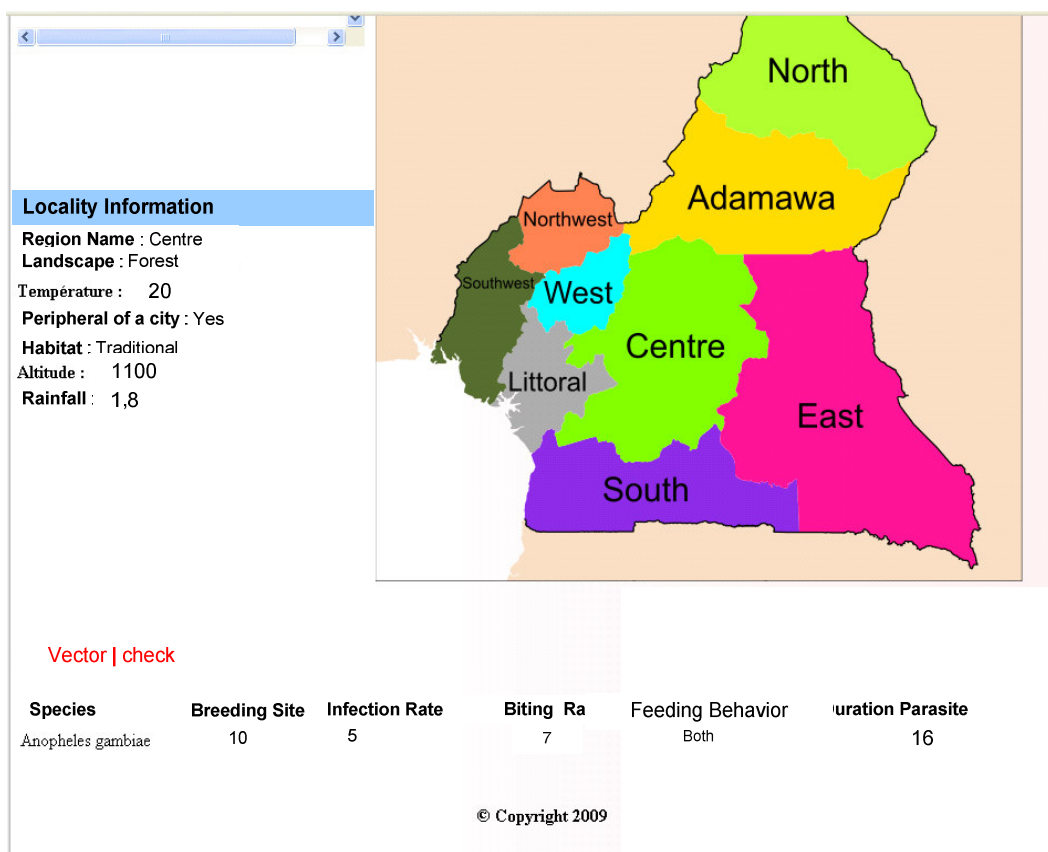 North
Adamawa
Northwest
Southwest
West
Centre
Littoral
East
South
Locality Information
Region Name : Centre
Landscape : Forest
Température : 20
Peripheral of a city : Yes
Habitat : Traditional
Altitude : 1100
Rainfall : 1,8
Vector | check
Species Breeding Site Infection Rate Biting Ra Feeding Behavior uration Parasite
Anopheles gambiae 10 5 7 Both 16
© Copyright 2009